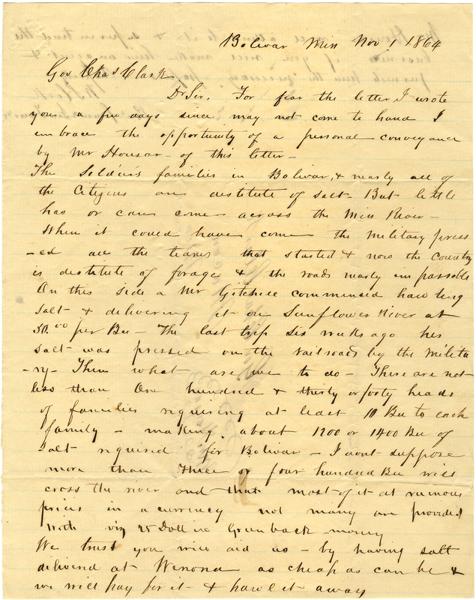 Bolivar Miss Nov 1 1864
Gov Chas Clark
Dr Sir, For fear the letter I wrote
you a few days since may not come to hand I
embrace the opportunity of a personal conveyance
by Mr Housar of this letter -
The Soldiers families in Bolivar, & nearly all of
the Citizens are destitute of salt But little
has or can come across the Miss River -
When it could have come the Military press
-ed all the teams that started & now the Country
is destitute of forage & the roads nearly impassable
On this side a Mr commenced hawling
Salt & delivering it on Sunflower River at
30.00 per Bu - The last trip six weeks ago his
salt was pressed on the railroad by the Milita
-ry - Then what are we to do - There are not
less than One hundred & thirty or forty heads
of families requiring at least 10 Bu to each
family - making about 1300 or 1400 Bu of
Salt required for Bolivar - I dont suppose
more than three or four hundred Bu will
cross the river and that most of it at ruinous
prices in a currency not many are provided
with viz 25 Doll in Greenback money
We trust you will aid us - by having salt
delivered at Winona as cheap as can be &
we will pay for it & hawl it away